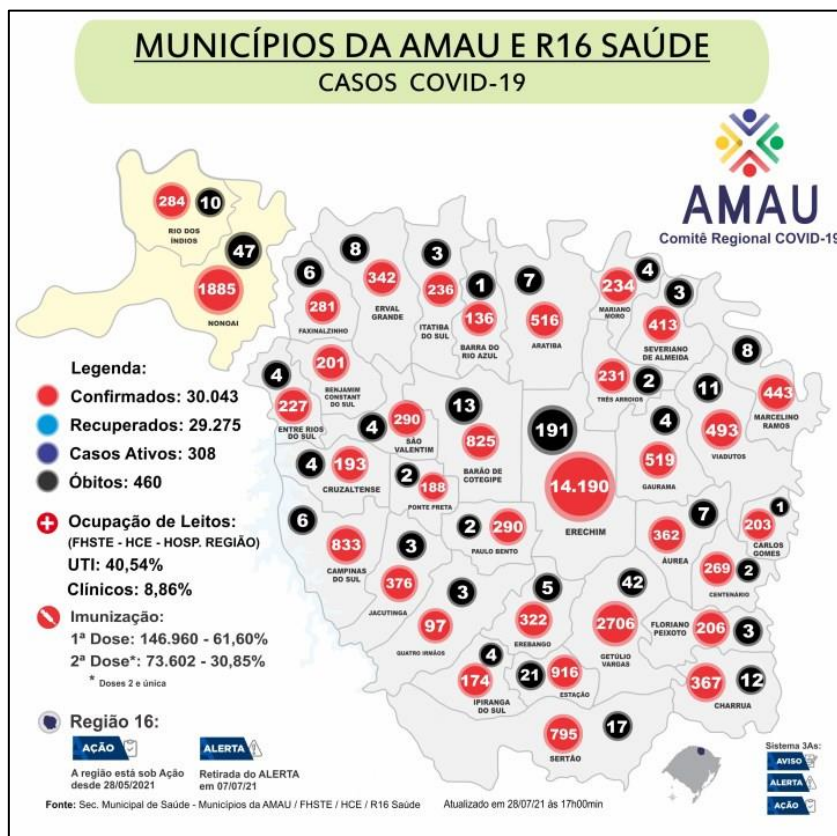 MUNICÍPIOS DA AMAU E R16 SAÚDE
CASOS COVID-19
AMAU
Comitê Regional COVID-19
284
10
RIO DOS
ÍNDIOS
47
1885
NONOAI
6
281
FAXINALZINHO
8
342
ERVAL
GRANDE
3
236
ITATIBA
DO SUL
1
136
BARRA DO
RIO AZUL
7
516
ARATIBA
4
234
MARIANO
MORO
3
413
SEVERIANO
DE ALMEIDA
8
443
MARCELINO
RAMOS
231
2
TRÊS ARROIOS
11
493
VIADUTOS
4
519
GAURAMA
201
BENJAMIM
CONSTANT
DO SUL
4
227
ENTRE RIOS
DO SUL
4
290
SÃO
VALENTIM
13
825
BARÃO DE
COTEGIPE
191
14.190
ERECHIM
4
193
CRUZALTENSE
2
188
PONTE PRETA
2
290
PAULO BENTO
7
362
ÁUREA
1
203
CARLOS
GOMES
269
2
CENTENÁRIO
6
833
CAMPINAS
DO SUL
3
376
JACUTINGA
3
97
QUATRO IRMÃOS
5
322
EREBANGO
42
2706
GETÚLIO
VARGAS
FLORIANO
PEIXOTO
206
3
4
174
IPIRANGA
DO SUL
21
916
ESTAÇÃO
367
12
CHARRUA
795
17
SERTÃO
Legenda:
Confirmados: 30.043
Recuperados: 29.275
Casos Ativos: 308
Óbitos: 460
Ocupação de Leitos:
(FHSTE - HCE - HOSP. REGIÃO)
UTI: 40,54%
Clínicos: 8,86%
Imunização:
1ª Dose: 146.960 - 61,60%
2ª Dose*: 73.602 - 30,85%
* Doses 2 e única
Região 16:
AÇÃO
A região está sob Ação
desde 28/05/2021
ALERTA
Retirada do ALERTA
em 07/07/21
Sistema 3As:
AVISO
ALERTA
AÇÃO
Fonte: Sec. Municipal de Saúde - Municípios da AMAU / FHSTE / HCE / R16 Saúde Atualizado em 28/07/21 às 17h00min